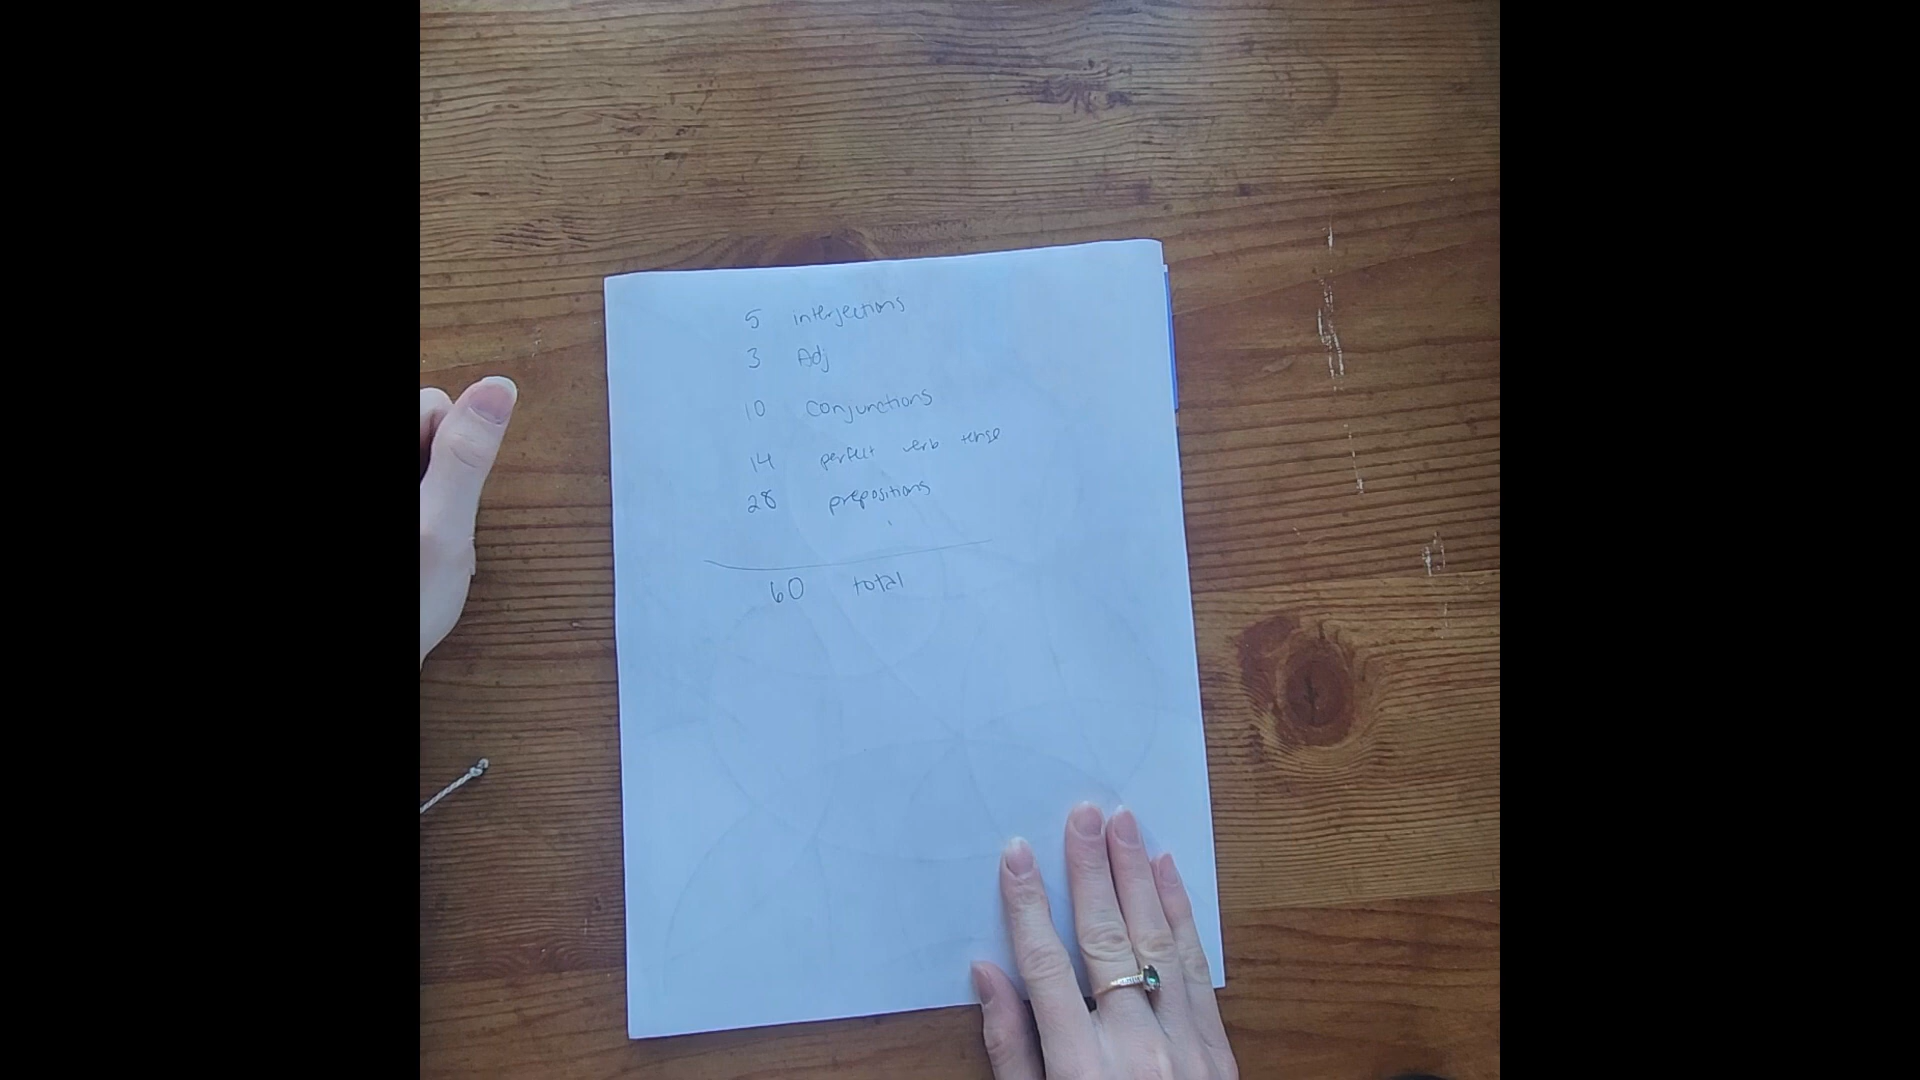 5 interjections
3 Adj
10 conjunctions
14 perfect verb tense
28 prepositions
60 total